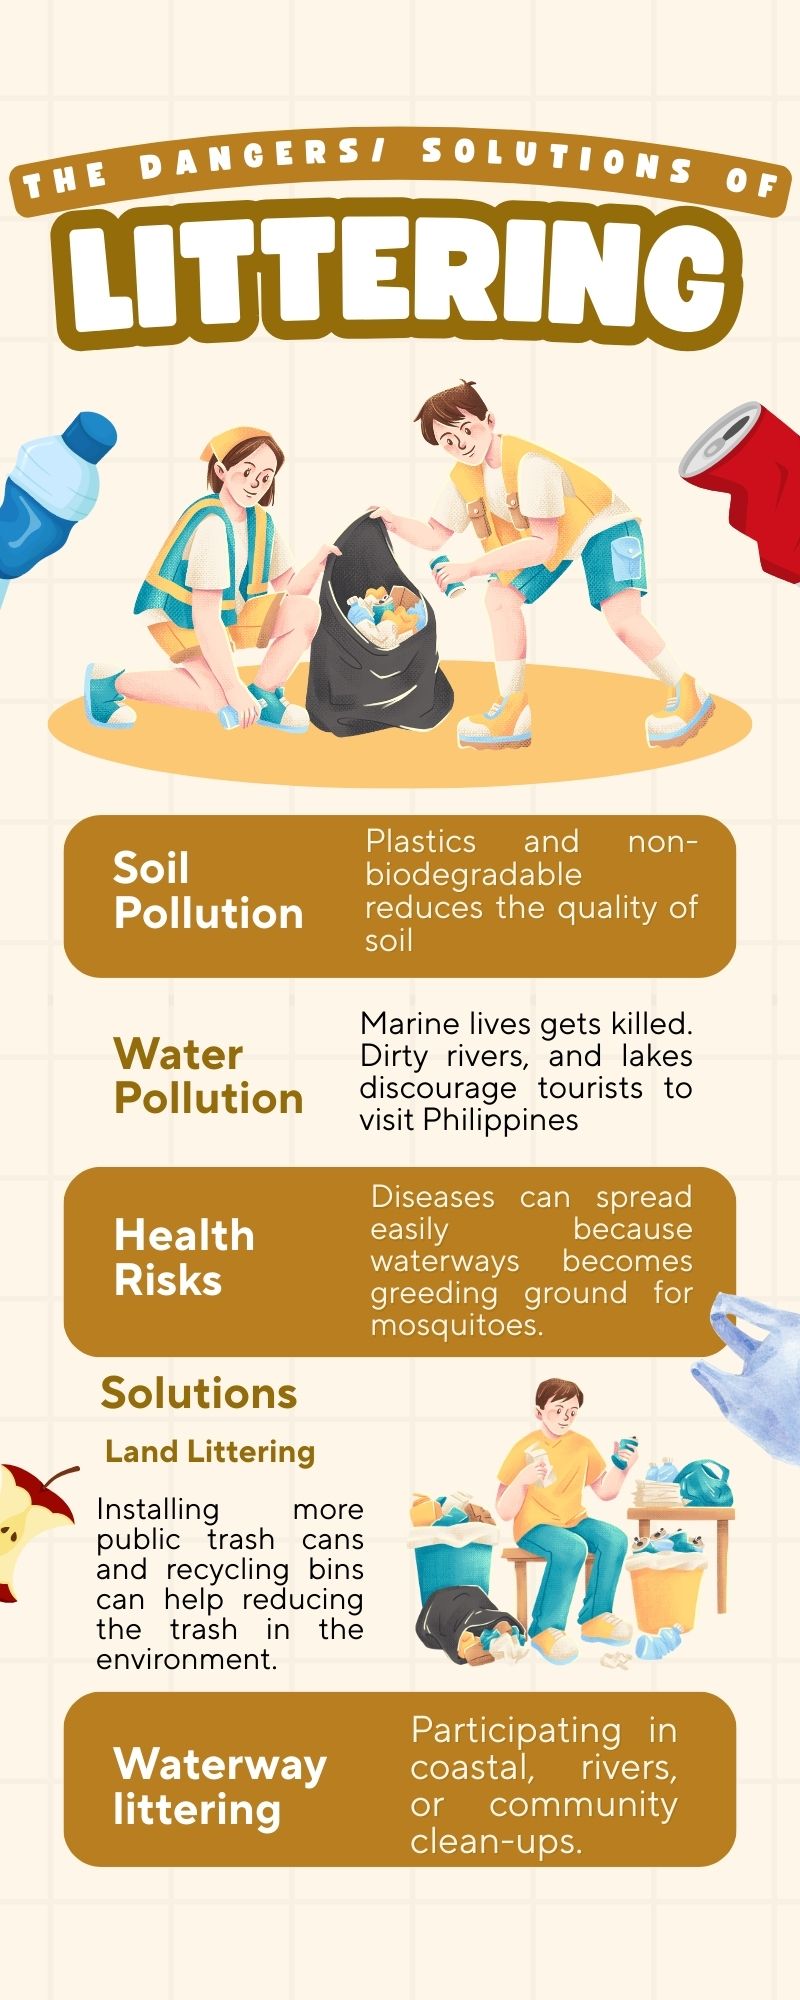 THE DANGERS/ SOLUTIONS OF
LITTERING
Soil
Pollution
Plastics and non-
biodegradable
reduces the quality of
soil
Water
Pollution
Marine lives gets killed.
Dirty rivers, and lakes
discourage tourists to
visit Philippines
Health
Risks
Diseases can spread
easily because
waterways becomes
greeding ground for
mosquitoes.
Solutions
Land Littering
Installing more
public trash cans
and recycling bins
can help reducing
the trash in the
environment.
Waterway
littering
Participating in
coastal, rivers,
or community
clean-ups.